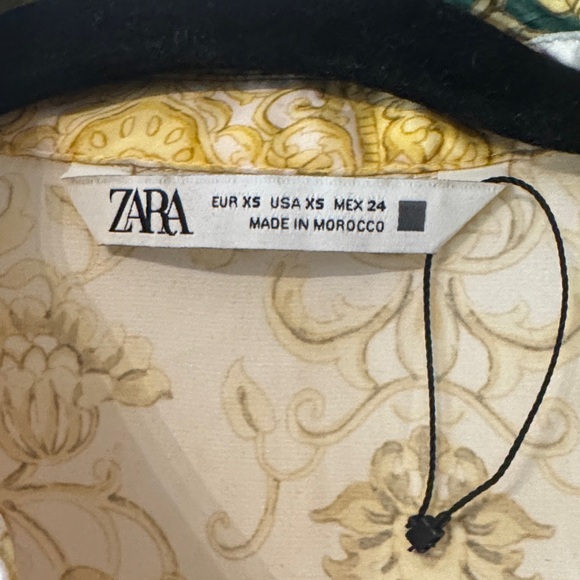 ZARA
EUR XS USA XS MEX 24
MADE IN MOROCCO